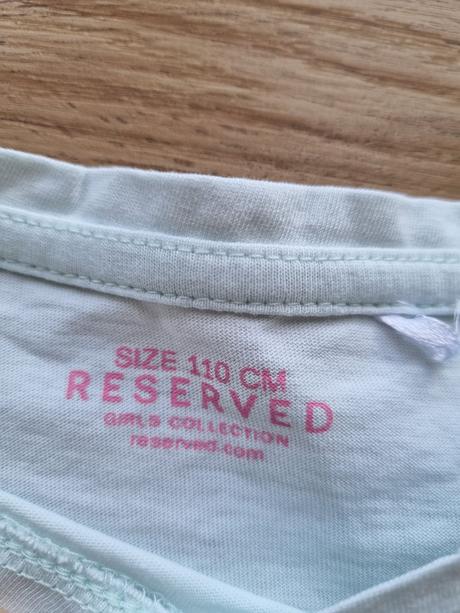 SIZE 110 CM
RESERVED
GIRLS COLLECTION
reserved.com